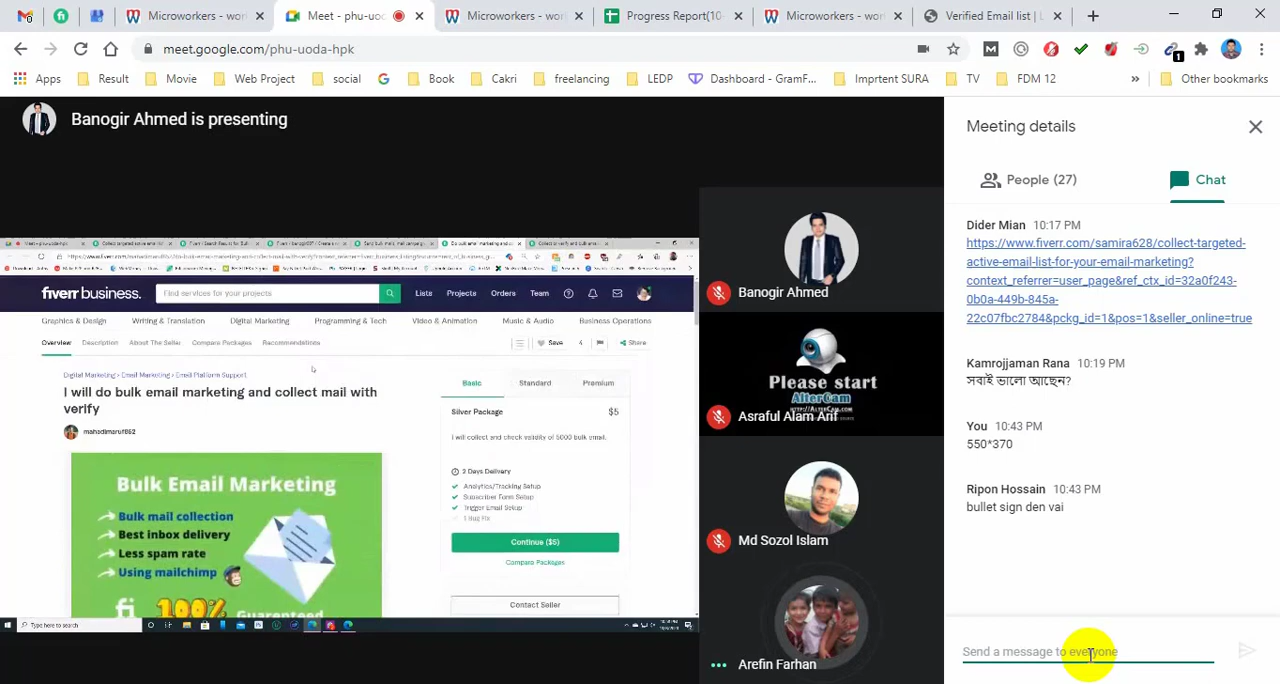 Microworkers - wor
Meet - phu-uoc
Microworkers - wor
Progress Report(10-
Microworkers - wor
Verified Email list | L
meet.google.com/phu-uoda-hpk
1
Apps
Result
Movie
Web Project
social
Book
Cakri
freelancing
LEDP
Dashboard - GramF...
Imprtent SURA
TV
FDM 12
»
Other bookmarks
Banogir Ahmed is presenting
fiverr business.
Find services for your projects
Lists
Projects
Orders
Team
Graphics & Design
Writing & Translation
Digital Marketing
Programming & Tech
Video & Animation
Music & Audio
Business Operations
Overview
Description
About The Seller
Compare Packages
Recommendations
Save
4
Share
Digital Marketing › Email Marketing › Email Platform Support
I will do bulk email marketing and collect mail with
verify
mahadimaruf862
Basic
Standard
Premium
Silver Package
$5
I will collect and check validity of 5000 bulk email.
2 Days Delivery
Analytics/Tracking Setup
Subscriber Form Setup
Trigger Email Setup
1 Bug Fix
Continue ($5)
Compare Packages
Contact Seller
Bulk Email Marketing
Bulk mail collection
Best inbox delivery
Less spam rate
Using mailchimp
fi
100%
Guarenteed
Type here to search
Banogir Ahmed
Please start
AlterCam
Asraful Alam Arif
Md Sozol Islam
Arefin Farhan
Meeting details
People (27)
Chat
Dider Mian 10:17 PM
https://www.fiverr.com/samira628/collect-targeted-
active-email-list-for-your-email-marketing?
context_referrer=user_page&ref_ctx_id=32a0f243-
0b0a-449b-845a-
22c07fbc2784&pckg_id=1&pos=1&seller_online=true
Kamrojjaman Rana 10:19 PM
সবাই ভালো আছেন?
You 10:43 PM
550*370
Ripon Hossain 10:43 PM
bullet sign den vai
Send a message to everyone